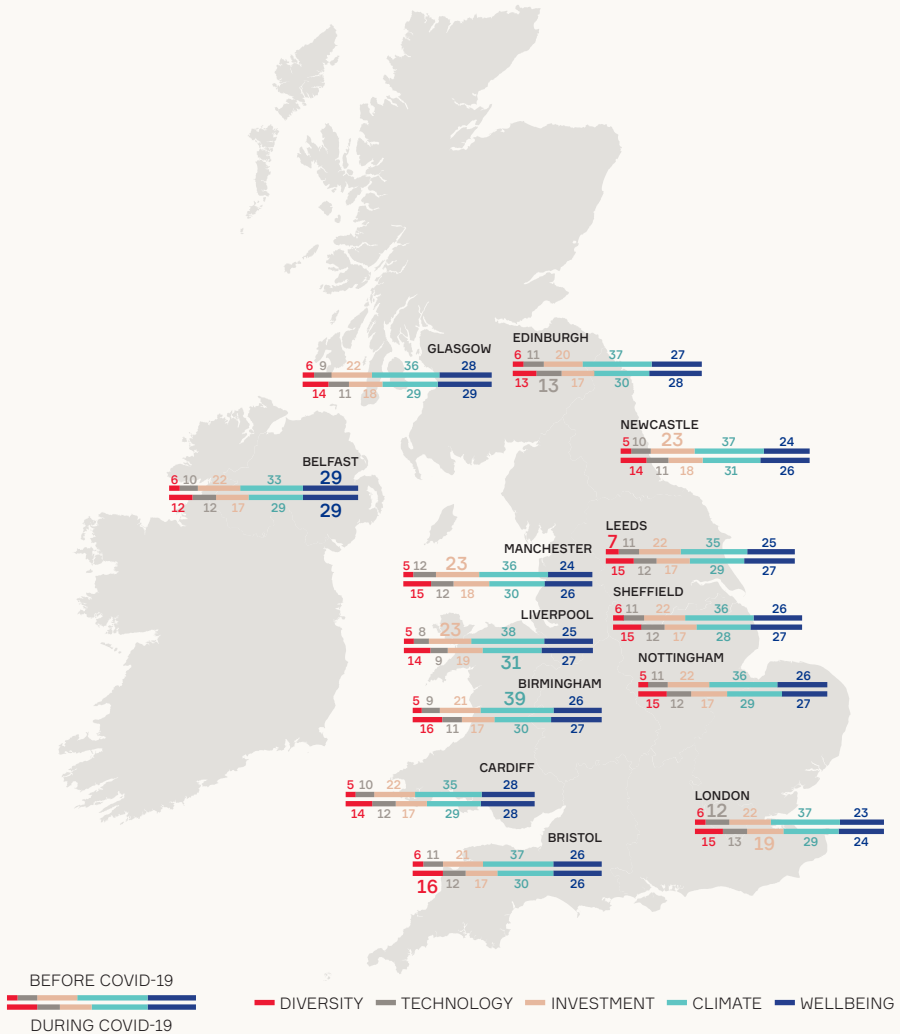 EDINBURGH
6 11 20 37 27
13 13 17 30 28
GLASGOW
6 9 22 36 28
14 11 18 29 29
NEWCASTLE
5 10 23 37 24
14 11 18 31 26
BELFAST
6 10 22 33 29
12 12 17 29 29
LEEDS
7 11 22 35 25
15 12 17 29 27
MANCHESTER
5 12 23 36 24
15 12 18 30 26
SHEFFIELD
6 11 22 36 26
15 12 17 28 27
LIVERPOOL
5 8 23 38 25
14 9 19 31 27
NOTTINGHAM
5 11 22 36 26
15 12 17 29 27
BIRMINGHAM
5 9 21 39 26
16 11 17 30 27
CARDIFF
5 10 22 35 28
14 12 17 29 28
LONDON
6 12 22 37 23
15 13 19 29 24
BRISTOL
6 11 21 37 26
16 12 17 30 26
BEFORE COVID-19
DURING COVID-19
DIVERSITY TECHNOLOGY INVESTMENT CLIMATE WELLBEING